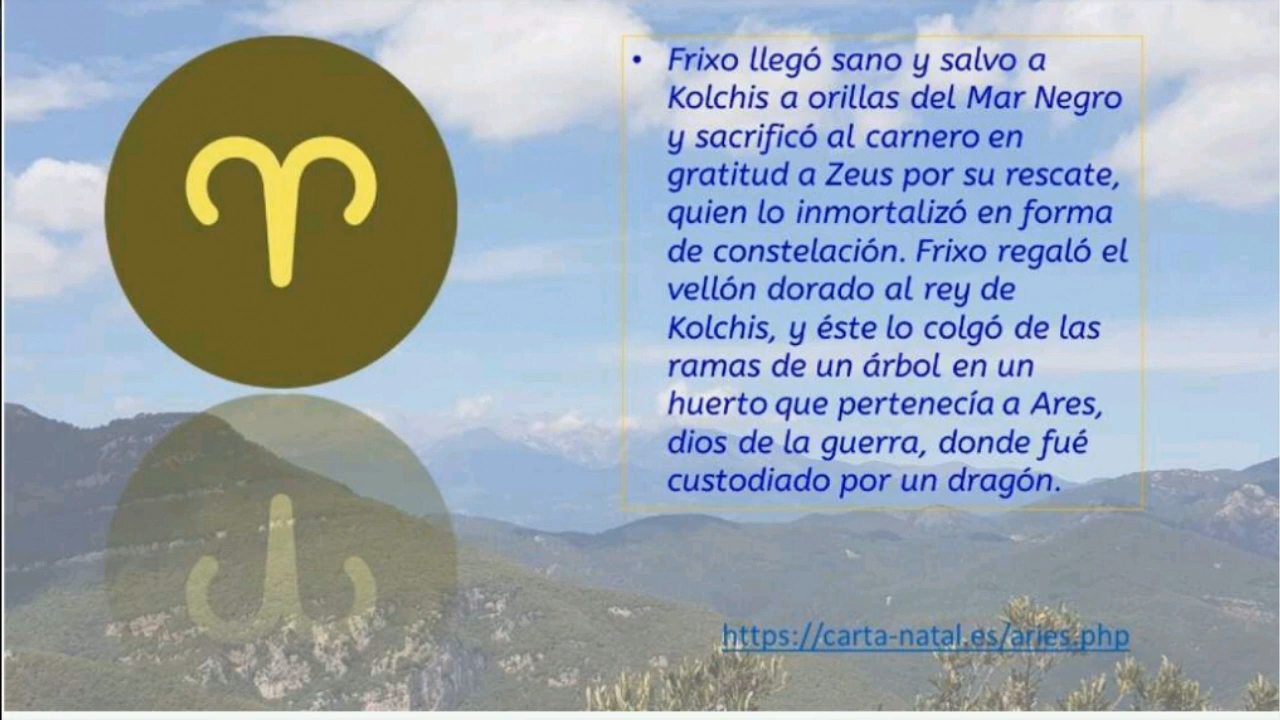 • Frixo llegó sano y salvo a
Kolchis a orillas del Mar Negro
y sacrificó al carnero en
gratitud a Zeus por su rescate,
quien lo inmortalizó en forma
de constelación. Frixo regaló el
vellón dorado al rey de
Kolchis, y éste lo colgó de las
ramas de un árbol en un
huerto que pertenecía a Ares,
dios de la guerra, donde fué
custodiado por un dragón.
https://carta-natal.es/aries.php